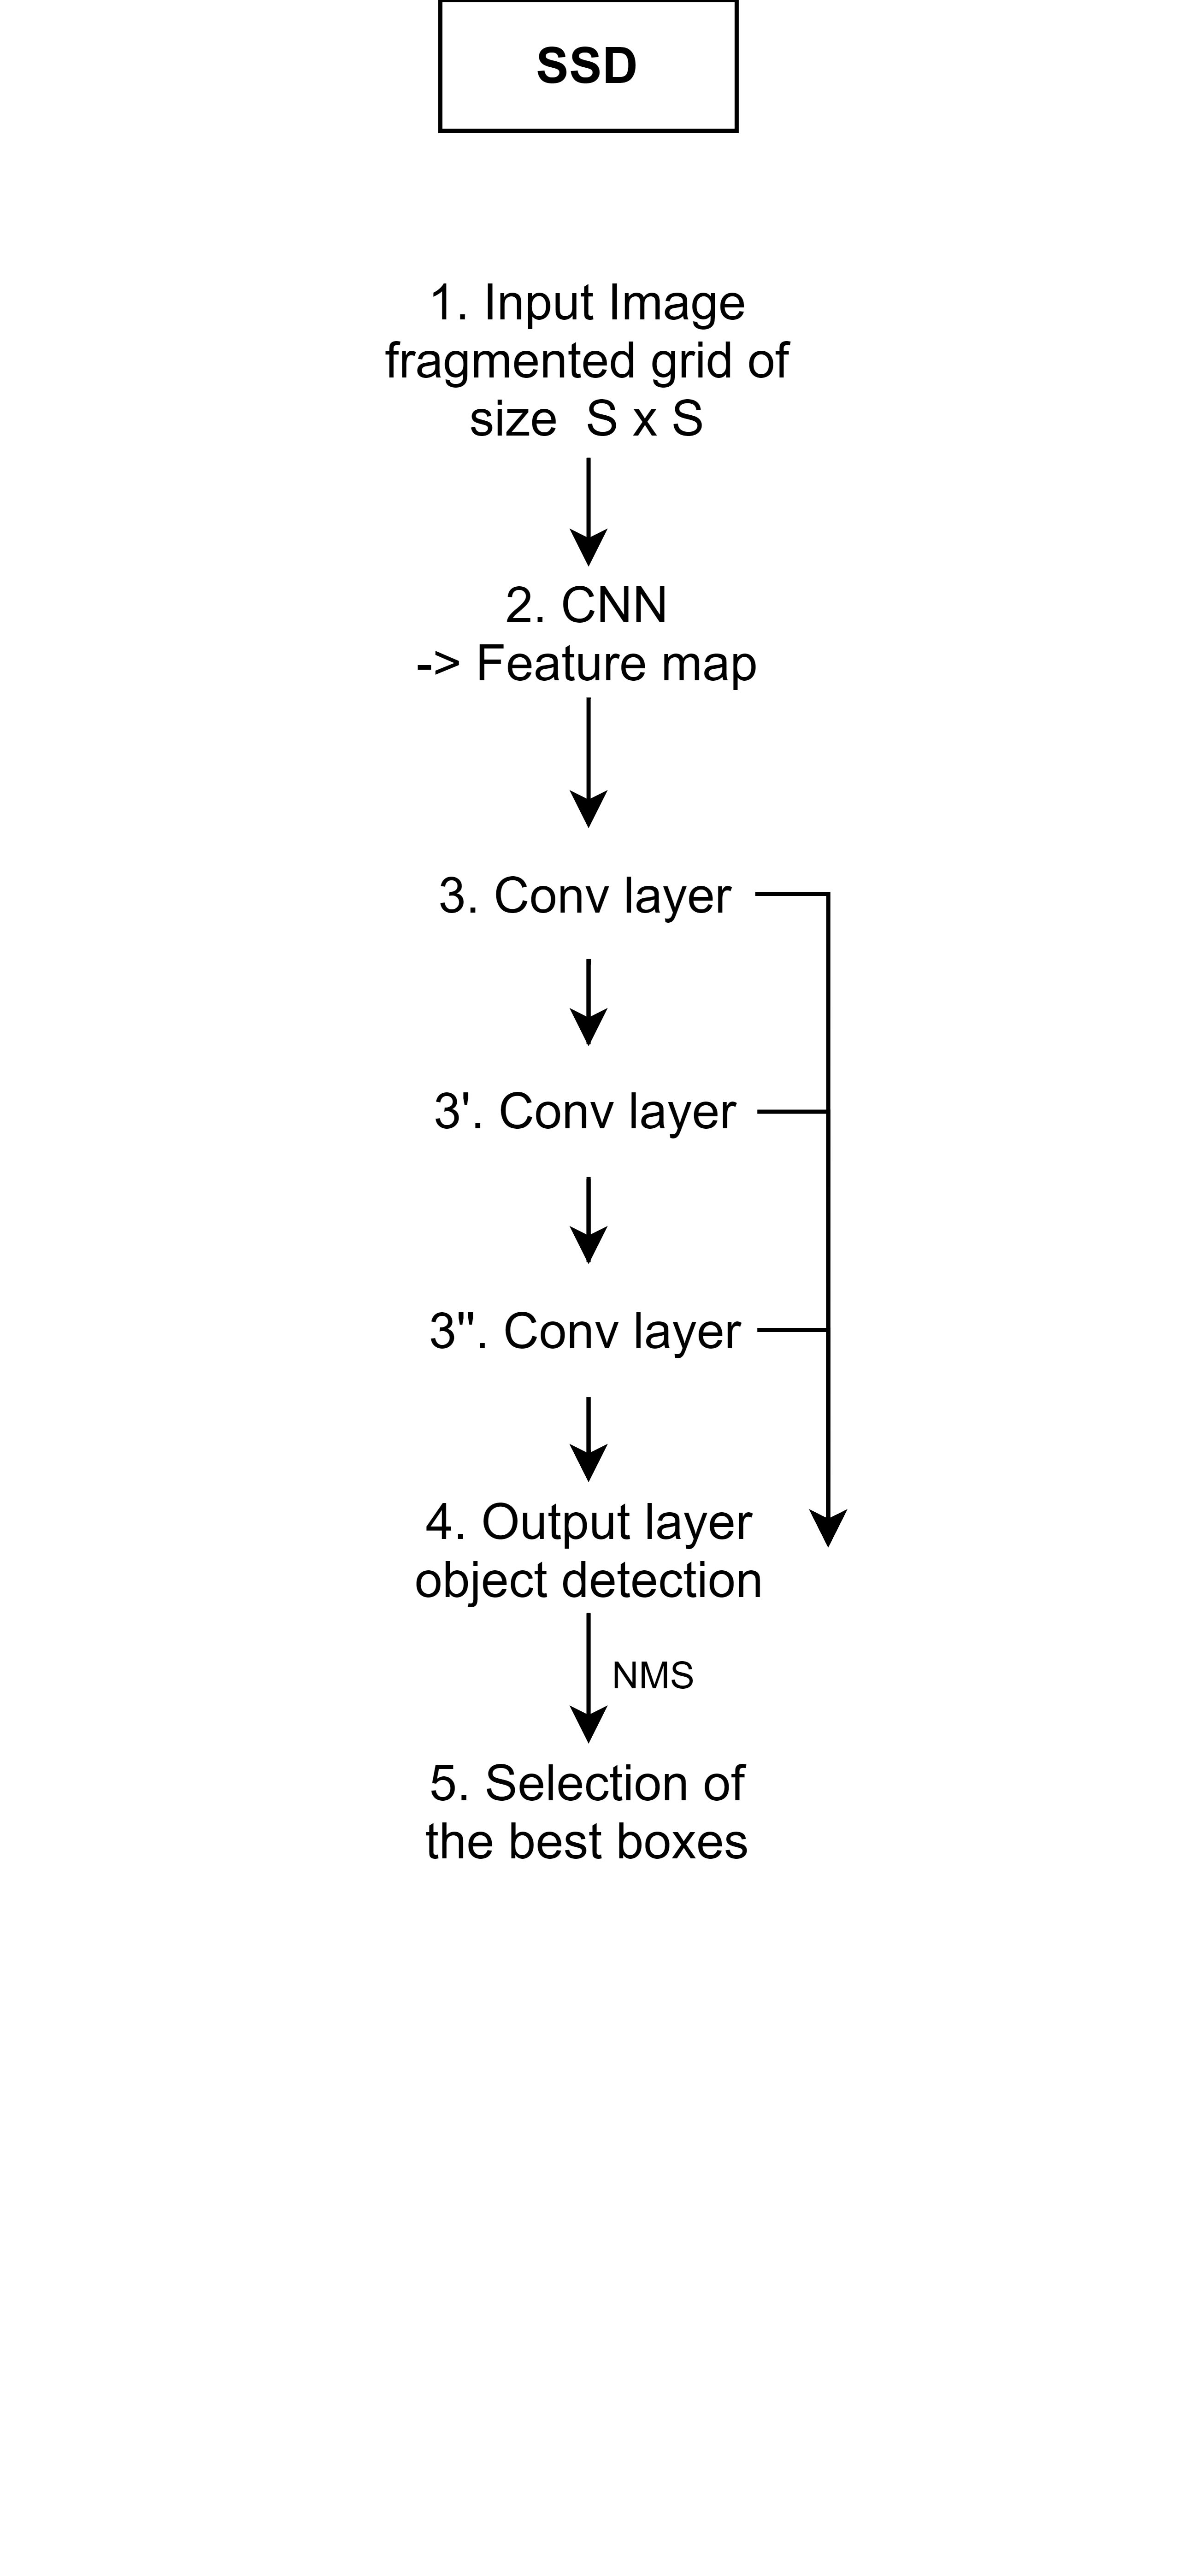 SSD
1. Input Image
fragmented grid of
size  S x S
2. CNN
-> Feature map
3. Conv layer
3'. Conv layer
3''. Conv layer
4. Output layer
object detection
NMS
5. Selection of
the best boxes